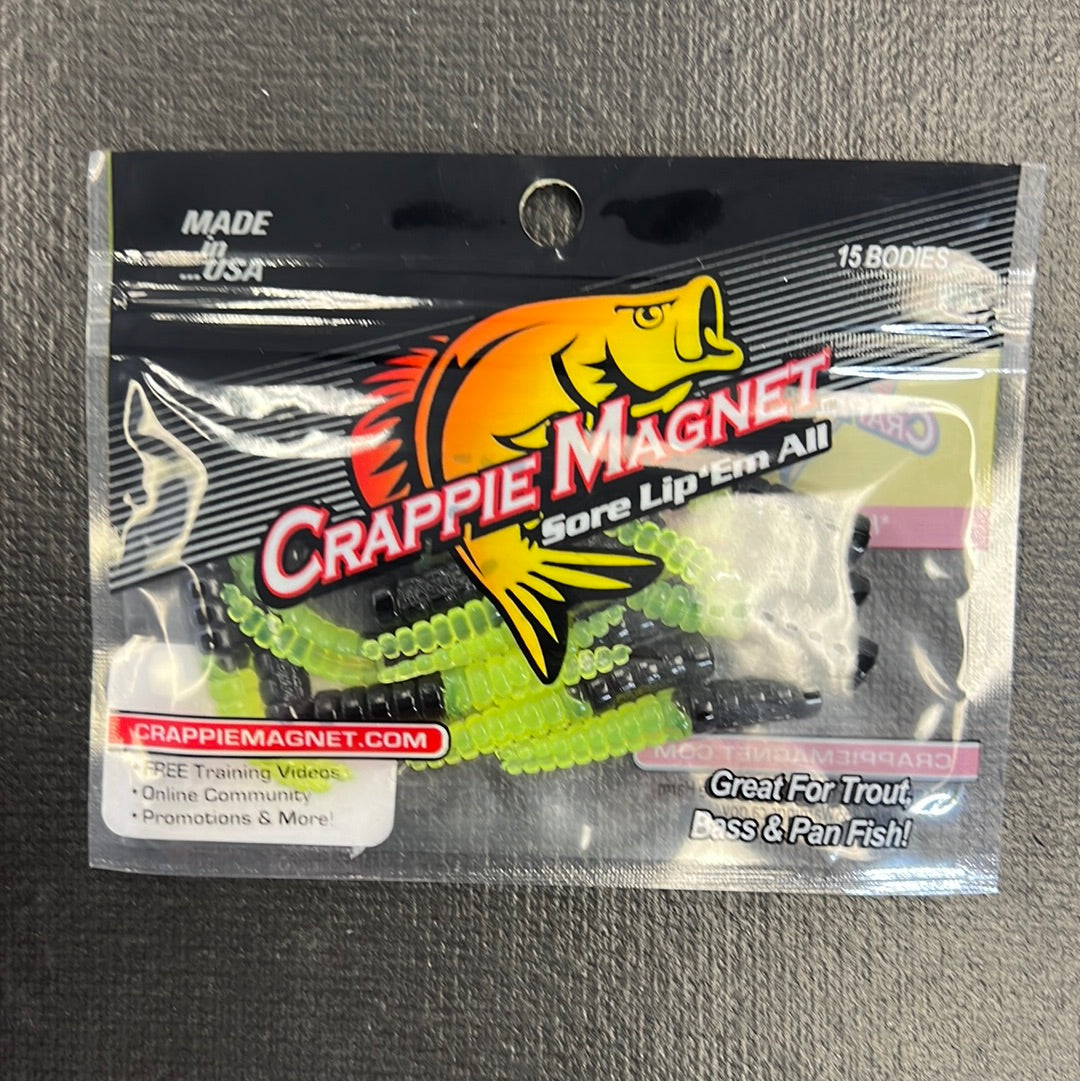 MADE
in
...USA
15 BODIES
CRAPPIE MAGNET
Sore Lip 'Em All
CRAPPIEMAGNET.COM
• FREE Training Videos
• Online Community
• Promotions & More!
CRAPPIEMAGNET.COM
Great For Trout,
Bass & Pan Fish!